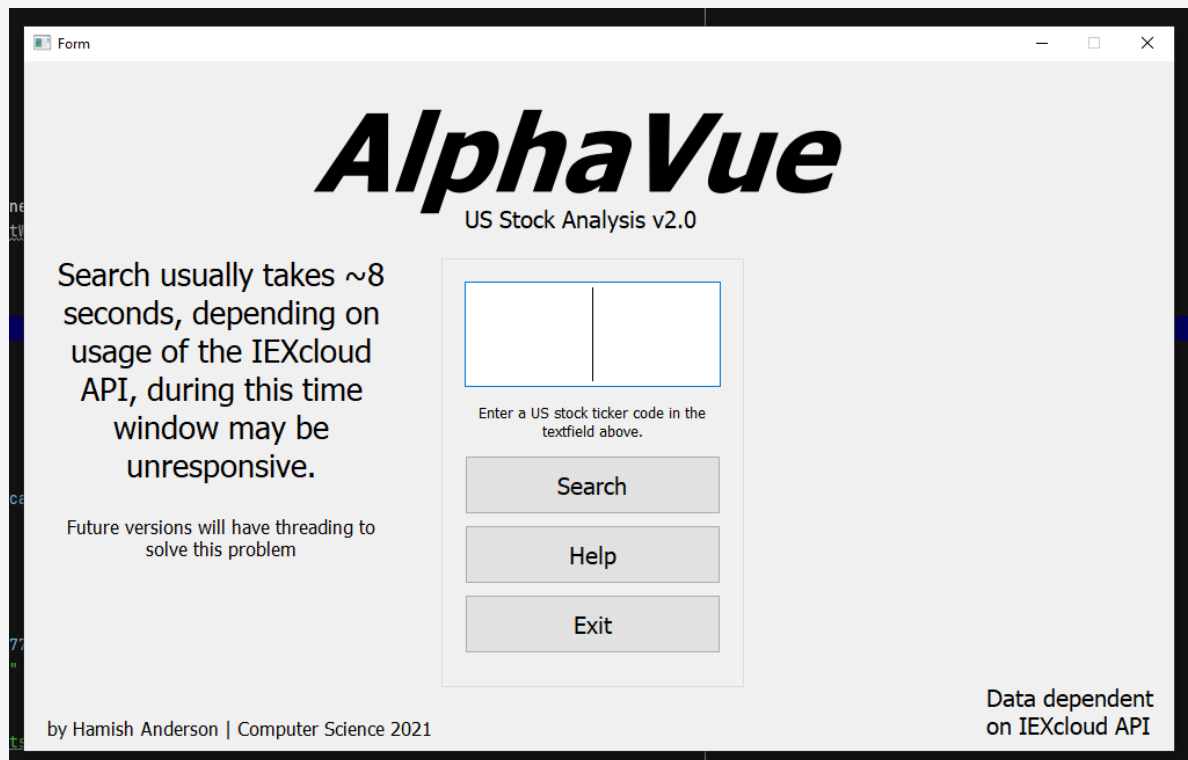 Form
AlphaVue
US Stock Analysis v2.0
Search usually takes ~8
seconds, depending on
usage of the IEXcloud
API, during this time
window may be
unresponsive.
Future versions will have threading to
solve this problem
Enter a US stock ticker code in the
textfield above.
Search
Help
Exit
by Hamish Anderson | Computer Science 2021
Data dependent
on IEXcloud API